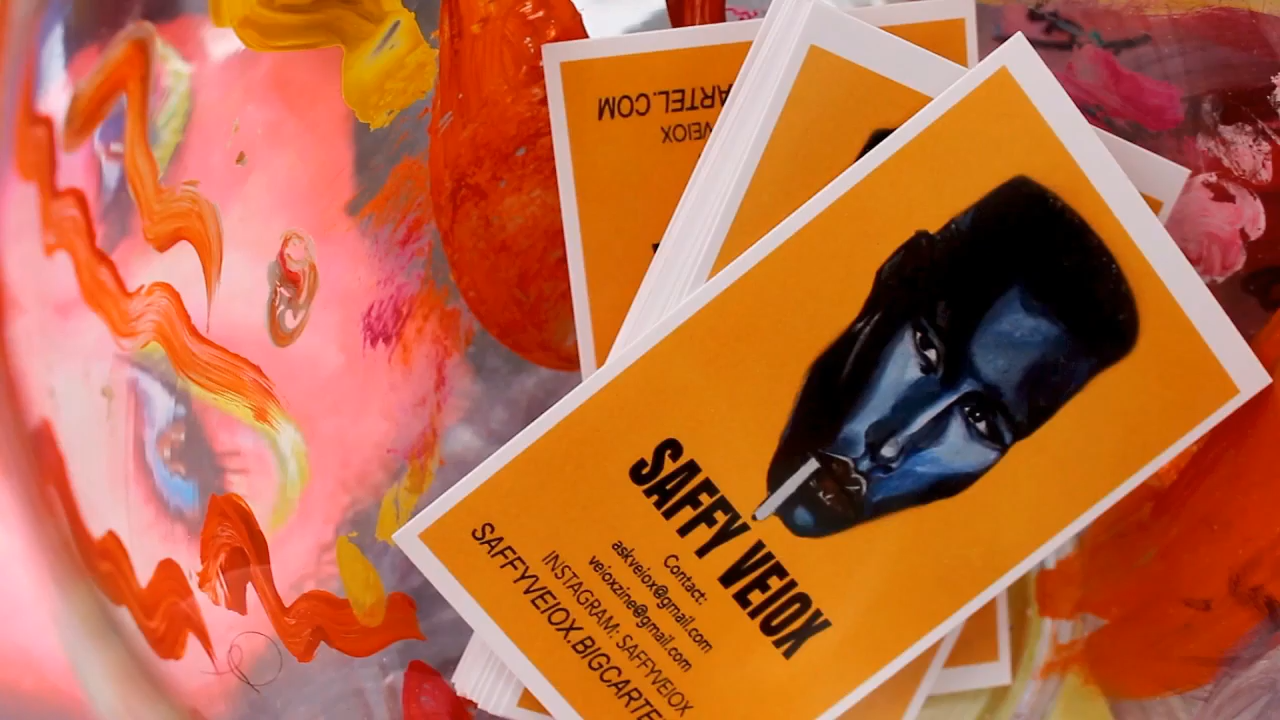 SAFFY VEIOX
Contact:
askveiox@gmail.com
veioxzine@gmail.com
INSTAGRAM: SAFFYVEIOX
SAFFYVEIOX.BIGCARTE
VEIOX
ARTEL.COM